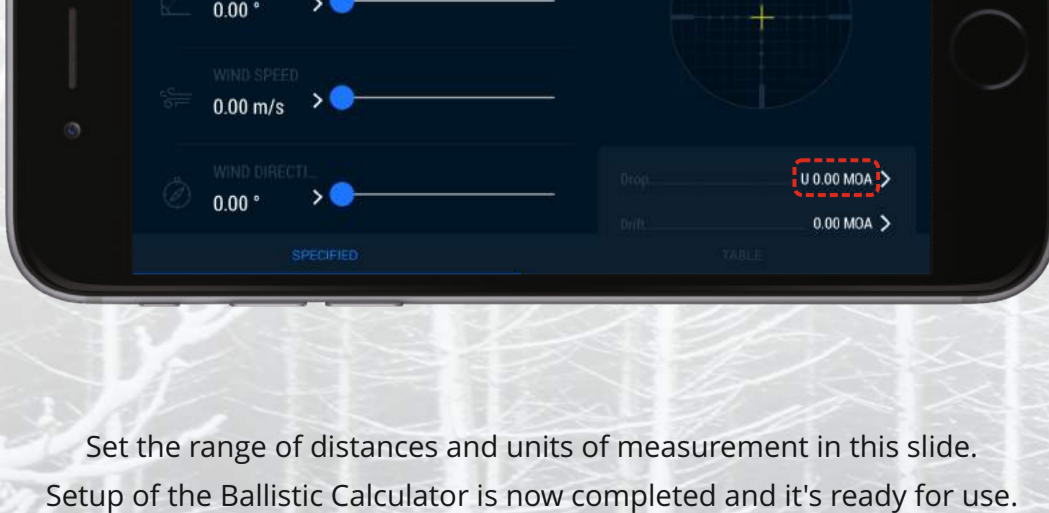 0.00 °
WIND SPEED
0.00 m/s
WIND DIRECTI...
0.00 °
Drop U 0.00 MOA
Drift 0.00 MOA
SPECIFIED TABLE
Set the range of distances and units of measurement in this slide.
Setup of the Ballistic Calculator is now completed and it's ready for use.